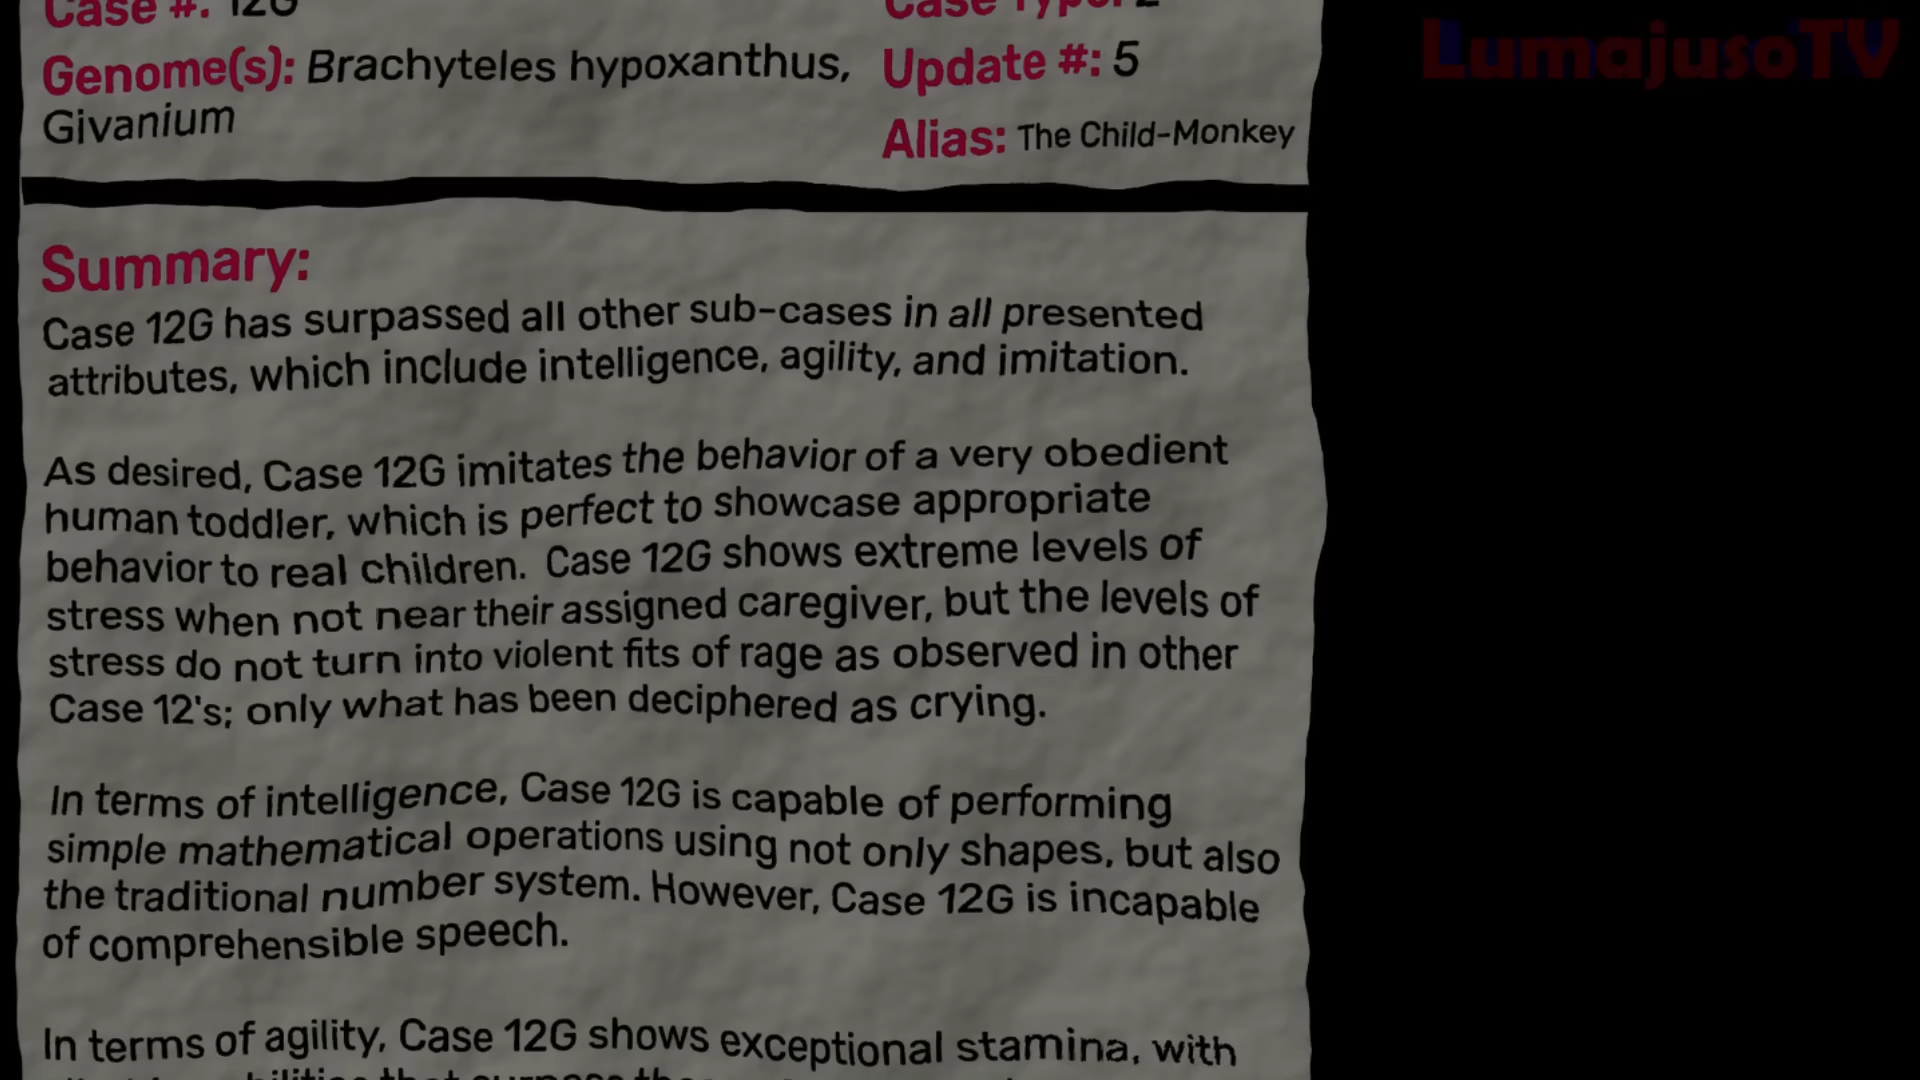 Case #: 12G
Genome(s): Brachyteles hypoxanthus,
Givanium
Case Type:
Update #: 5
Alias: The Child-Monkey
LumajusoTV
Summary:
Case 12G has surpassed all other sub-cases in all presented
attributes, which include intelligence, agility, and imitation.
As desired, Case 12G imitates the behavior of a very obedient
human toddler, which is perfect to showcase appropriate
behavior to real children. Case 12G shows extreme levels of
stress when not near their assigned caregiver, but the levels of
stress do not turn into violent fits of rage as observed in other
Case 12's; only what has been deciphered as crying.
In terms of intelligence, Case 12G is capable of performing
simple mathematical operations using not only shapes, but also
the traditional number system. However, Case 12G is incapable
of comprehensible speech.
In terms of agility, Case 12G shows exceptional stamina, with
that surpass